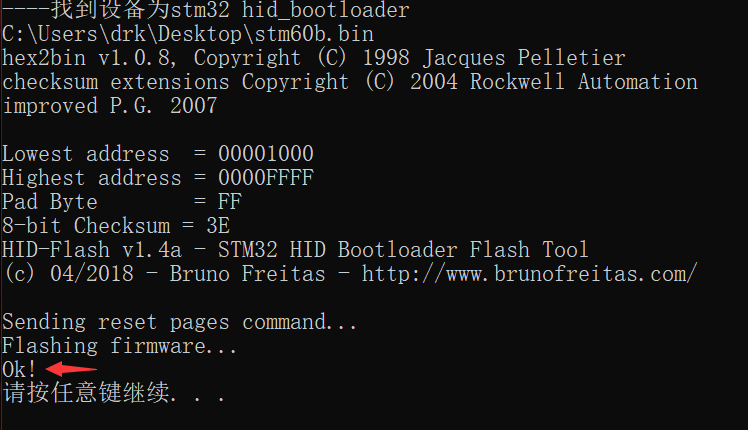 ----找到设备为stm32 hid_bootloader
C:\Users\drk\Desktop\stm60b.bin
hex2bin v1.0.8, Copyright (C) 1998 Jacques Pelletier
checksum extensions Copyright (C) 2004 Rockwell Automation
improved P.G. 2007
Lowest address  = 00001000
Highest address = 0000FFFF
Pad Byte        = FF
8-bit Checksum = 3E
HID-Flash v1.4a - STM32 HID Bootloader Flash Tool
(c) 04/2018 - Bruno Freitas - http://www.brunofreitas.com/
Sending reset pages command...
Flashing firmware...
Ok!
请按任意键继续. . .